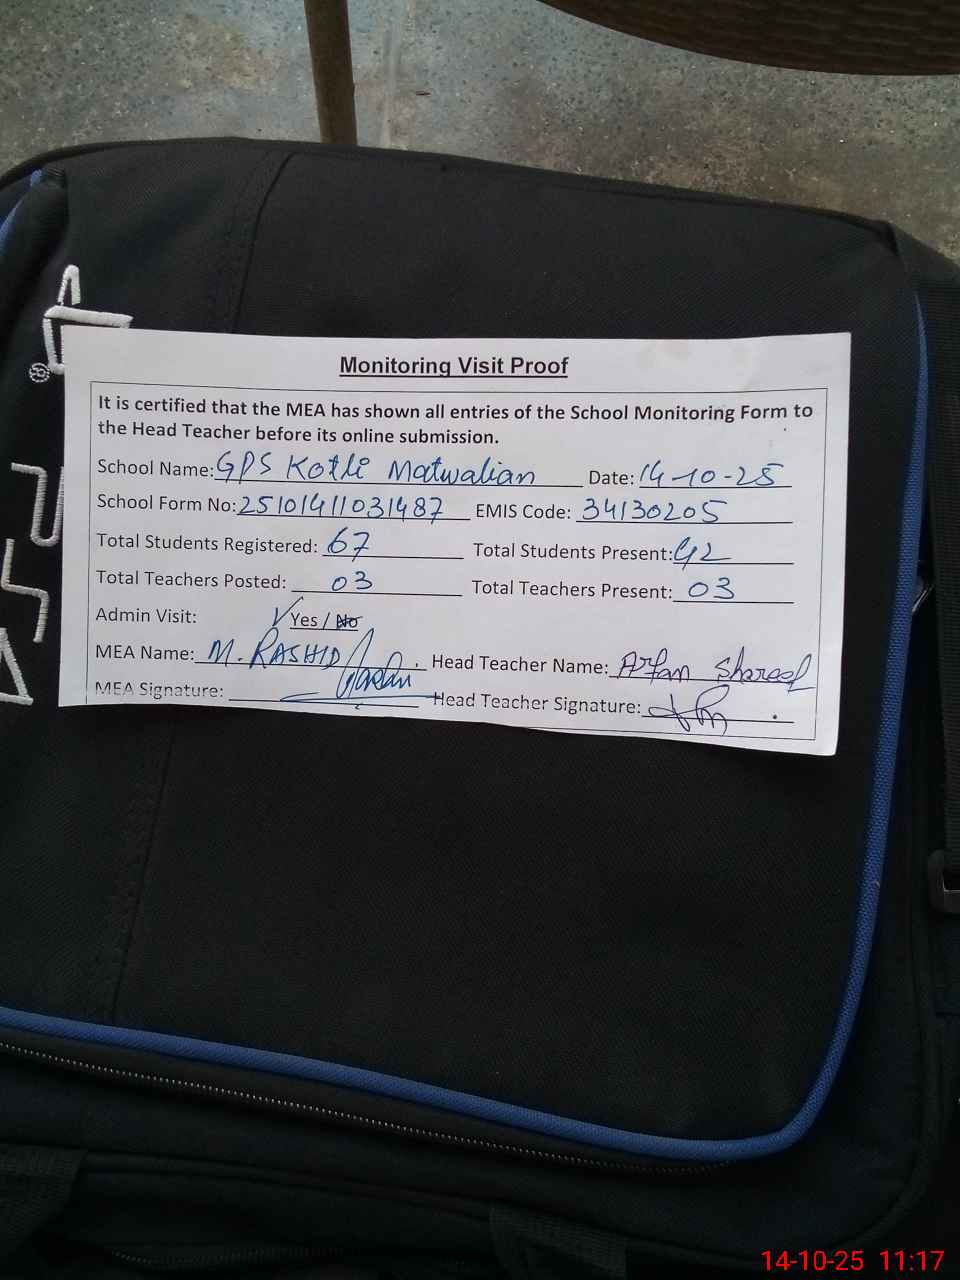 Monitoring Visit Proof
It is certified that the MEA has shown all entries of the School Monitoring Form to
the Head Teacher before its online submission.
School Name: GPS Kotli Matwalian Date: 14-10-25
School Form No: 25101411031487 EMIS Code: 34130205
Total Students Registered: 67 Total Students Present: 42
Total Teachers Posted: 03 Total Teachers Present: 03
Admin Visit: ✓ Yes / No
MEA Name: M. RASHID Head Teacher Name: Arfan Shareef
MEA Signature: Head Teacher Signature:
14-10-25 11:17